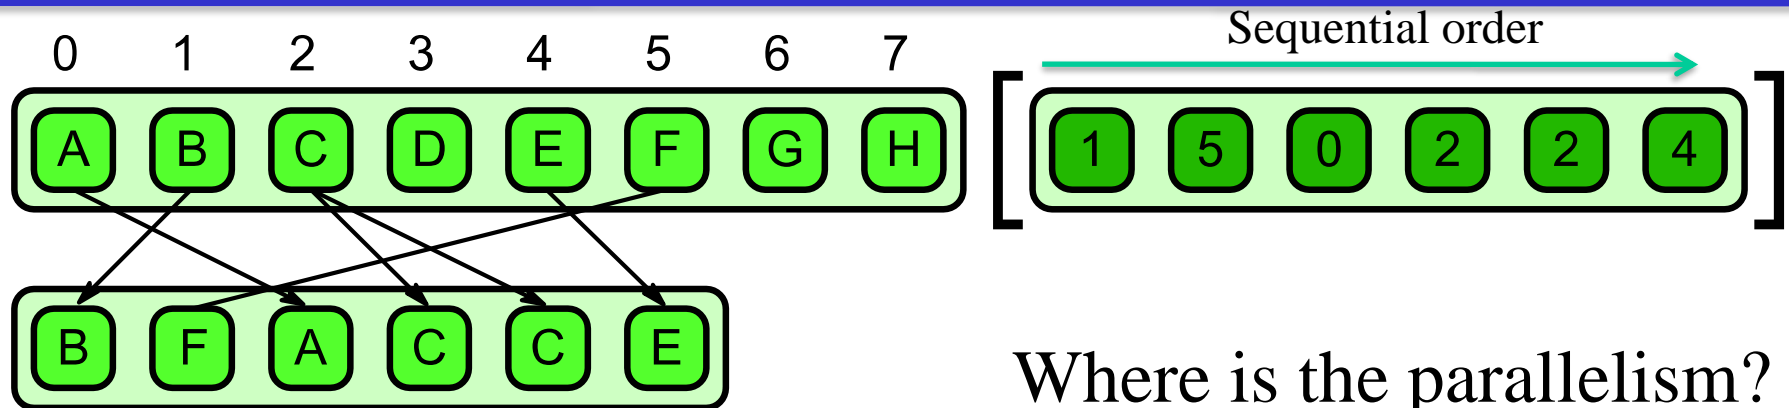 Sequential order
0 1 2 3 4 5 6 7
A B C D E F G H [ 1 5 0 2 2 4 ]
B F A C C E
Where is the parallelism?